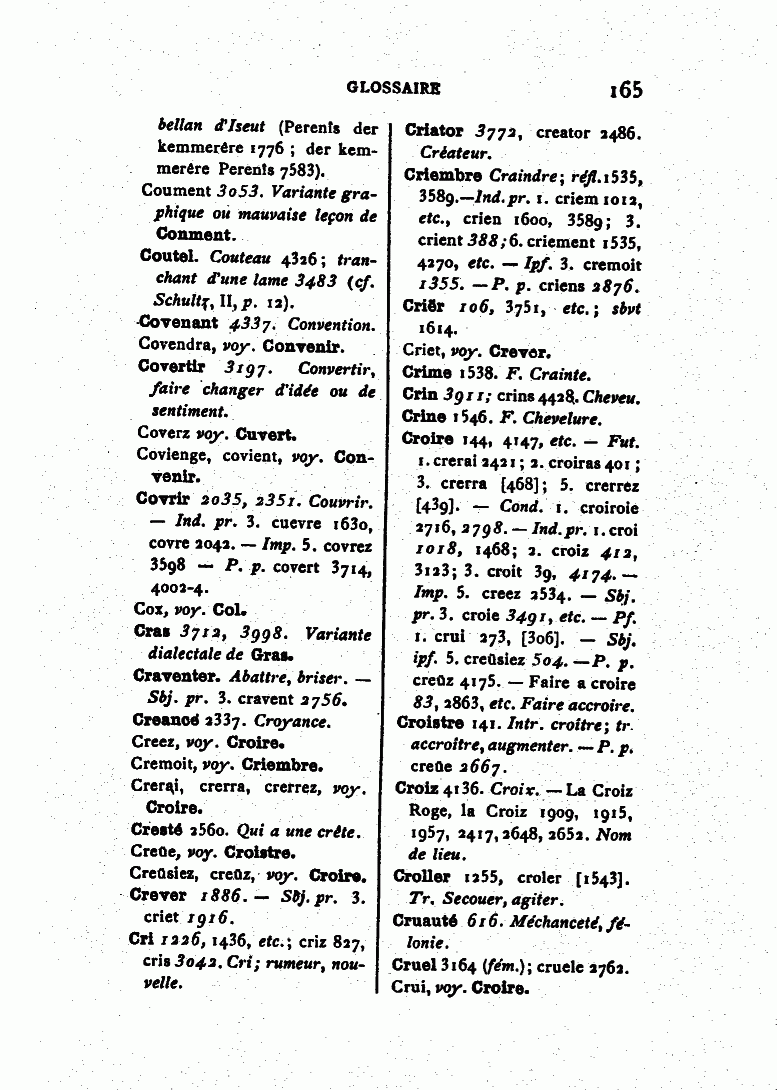 GLOSSAIRE 165
bellan d'Iseut (Perenîs der
kemmerêre 1776 ; der kem-
merêre Perenîs 7583).
Coument 3053. Variante gra-
phique ou mauvaise leçon de
Conment.
Coutel. Couteau 4326; tran-
chant d'une lame 3483 (cf.
Schultz, II, p. 12).
Covenant 4337. Convention.
Covendra, voy. Convenir.
Covertir 3197. Convertir,
faire changer d'idée ou de
sentiment.
Coverz voy. Cuvert.
Covienge, covient, voy. Con-
venir.
Covrir 2035, 2351. Couvrir.
— Ind. pr. 3. cuevre 1630,
covre 2042. — Imp. 5. covrez
3598 — P. p. covert 3714,
4002-4.
Cox, voy. Col.
Cras 3712, 3998. Variante
dialectale de Gras.
Craventer. Abattre, briser. —
Sbj. pr. 3. cravent 2756.
Creancé 2337. Croyance.
Creez, voy. Croire.
Cremoit, voy. Criembre.
Crerai, crerra, crerrez, voy.
Croire.
Cresté 2560. Qui a une crête.
Creüe, voy. Croistre.
Creüsiez, creüz, voy. Croire.
Crever 1886. — Sbj. pr. 3.
criet 1916.
Cri 1226, 1436, etc.; criz 827,
cris 3042. Cri; rumeur, nou-
velle.
Criator 3772, creator 2486.
Créateur.
Criembre Craindre; réfl. 1535,
3589.—Ind. pr. 1. criem 1012,
etc., crien 1600, 3589; 3.
crient 388; 6. criement 1535,
4270, etc. — Ipf. 3. cremoit
1355. — P. p. criens 2876.
Criër 106, 3751, etc.; sbvt
1614.
Criet, voy. Crever.
Crime 1538. F. Crainte.
Crin 3911; crins 4428. Cheveu.
Crine 1546. F. Chevelure.
Croire 144, 4147, etc. — Fut.
1. crerai 2421; 2. croiras 401;
3. crerra [468]; 5. crerrez
[439]. — Cond. 1. croiroie
2716, 2798. — Ind. pr. 1. croi
1018, 1468; 2. croiz 412,
3123; 3. croit 39, 4174. —
Imp. 5. creez 2534. — Sbj.
pr. 3. croie 3491, etc. — Pf.
1. crui 273, [306]. — Sbj.
ipf. 5. creüsiez 504. — P. p.
creüz 4175. — Faire a croire
83, 2863, etc. Faire accroire.
Croistre 141. Intr. croître; tr.
accroître, augmenter. — P. p.
creüe 2667.
Croiz 4136. Croix. — La Croiz
Roge, la Croiz 1909, 1915,
1957, 2417, 2648, 2652. Nom
de lieu.
Croller 1255, croler [1543].
Tr. Secouer, agiter.
Cruauté 616. Méchanceté, fé-
lonie.
Cruel 3164 (fém.); cruele 2762.
Crui, voy. Croire.